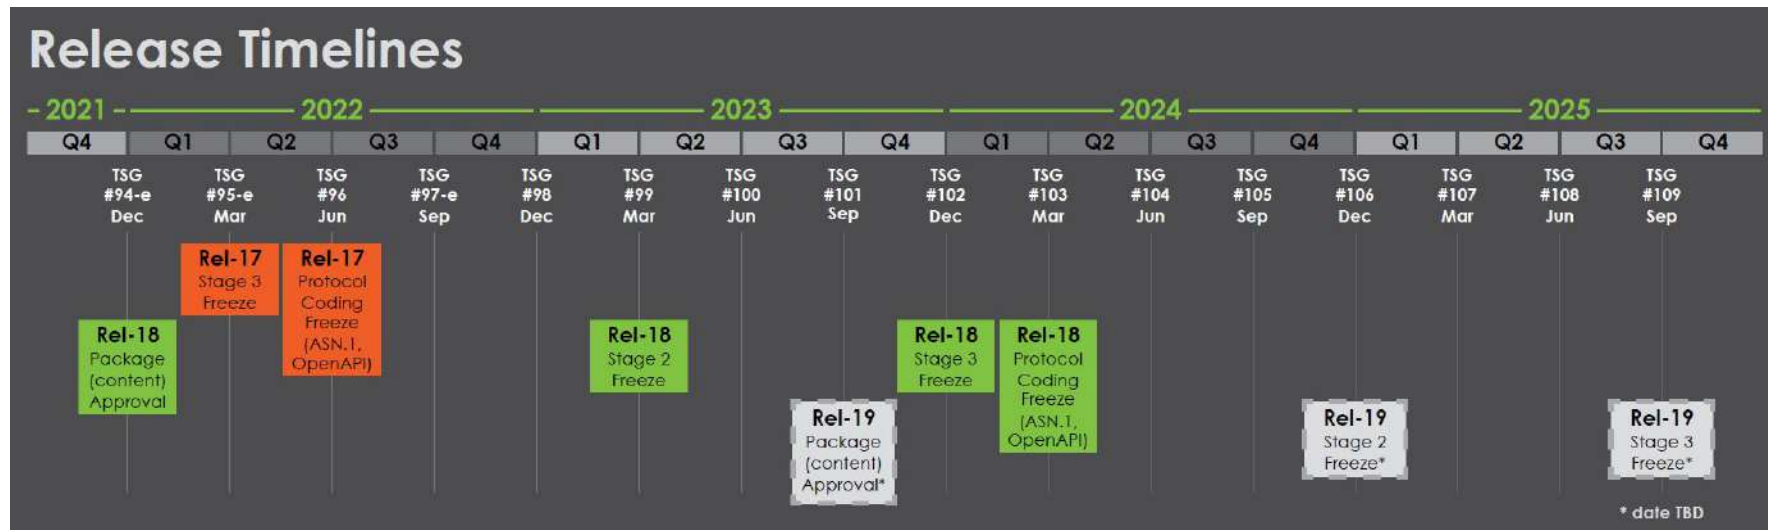 Release Timelines
2021 2022 2023 2024 2025
Q4 Q1 Q2 Q3 Q4 Q1 Q2 Q3 Q4 Q1 Q2 Q3 Q4 Q1 Q2 Q3 Q4
TSG #94-e Dec
TSG #95-e Mar
TSG #96 Jun
TSG #97-e Sep
TSG #98 Dec
TSG #99 Mar
TSG #100 Jun
TSG #101 Sep
TSG #102 Dec
TSG #103 Mar
TSG #104 Jun
TSG #105 Sep
TSG #106 Dec
TSG #107 Mar
TSG #108 Jun
TSG #109 Sep
Rel-17
Stage 3
Freeze
Rel-17
Protocol
Coding
Freeze
(ASN.1,
OpenAPI)
Rel-18
Package
(content)
Approval
Rel-18
Stage 2
Freeze
Rel-18
Stage 3
Freeze
Rel-18
Protocol
Coding
Freeze
(ASN.1,
OpenAPI)
Rel-19
Package
(content)
Approval*
Rel-19
Stage 2
Freeze*
Rel-19
Stage 3
Freeze*
* date TBD